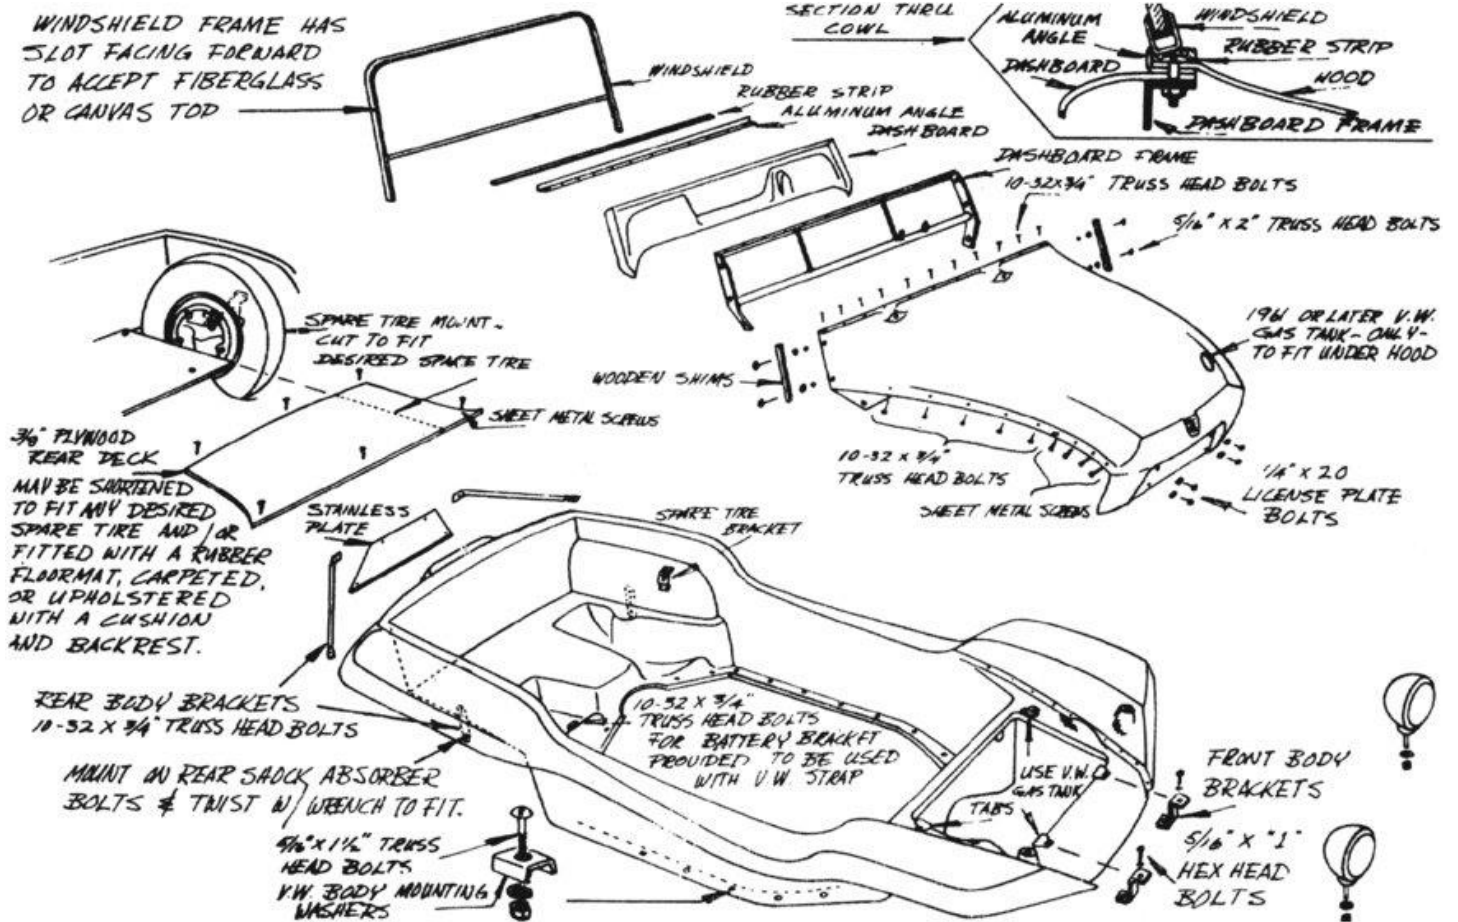 WINDSHIELD FRAME HAS
SLOT FACING FORWARD
TO ACCEPT FIBERGLASS
OR CANVAS TOP
WINDSHIELD
RUBBER STRIP
ALUMINUM ANGLE
DASHBOARD
SECTION THRU
COWL
ALUMINUM
ANGLE
DASHBOARD
WINDSHIELD
RUBBER STRIP
HOOD
DASHBOARD FRAME
DASHBOARD FRAME
10-32x3/4" TRUSS HEAD BOLTS
5/16" X 2" TRUSS HEAD BOLTS
1961 OR LATER V.W.
GAS TANK - ONLY -
TO FIT UNDER HOOD
SPARE TIRE MOUNT -
CUT TO FIT
DESIRED SPARE TIRE
WOODEN SHIMS
SHEET METAL SCREWS
3/8" PLYWOOD
REAR DECK
MAY BE SHORTENED
TO FIT ANY DESIRED
SPARE TIRE AND / OR
FITTED WITH A RUBBER
FLOORMAT, CARPETED,
OR UPHOLSTERED
WITH A CUSHION
AND BACKREST.
STAINLESS
PLATE
10-32 x 3/4"
TRUSS HEAD BOLTS
SHEET METAL SCREWS
1/4" X 20
LICENSE PLATE
BOLTS
SPARE TIRE
BRACKET
REAR BODY BRACKETS
10-32 X 3/4" TRUSS HEAD BOLTS
10-32 X 3/4"
TRUSS HEAD BOLTS
FOR BATTERY BRACKET
PROVIDED TO BE USED
WITH V.W. STRAP
MOUNT ON REAR SHOCK ABSORBER
BOLTS & TWIST W/ WRENCH TO FIT.
USE V.W.
GAS TANK
TABS
FRONT BODY
BRACKETS
5/16" X 1 1/2" TRUSS
HEAD BOLTS
V.W. BODY MOUNTING
WASHERS
5/16" X "1"
HEX HEAD
BOLTS